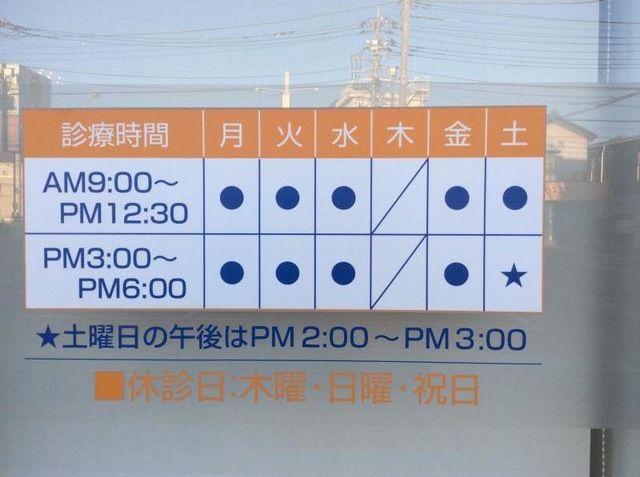 診療時間 月 火 水 木 金 土
AM9:00～ ● ● ● ／ ● ●
PM12:30
PM3:00～ ● ● ● ／ ● ★
PM6:00
★土曜日の午後はPM2:00～PM3:00
■休診日:木曜・日曜・祝日